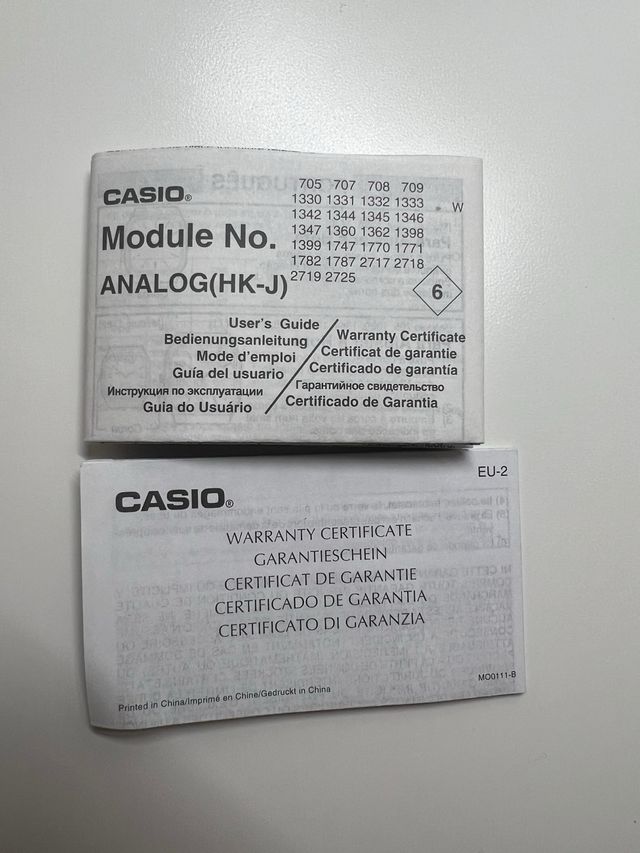 CASIO®
Module No.
ANALOG(HK-J)
705 707 708 709
1330 1331 1332 1333
1342 1344 1345 1346
1347 1360 1362 1398
1399 1747 1770 1771
1782 1787 2717 2718
2719 2725
W
6
User's Guide
Bedienungsanleitung
Mode d'emploi
Guía del usuario
Инструкция по эксплуатации
Guia do Usuário
Warranty Certificate
Certificat de garantie
Certificado de garantía
Гарантийное свидетельство
Certificado de Garantia
EU-2
CASIO®
WARRANTY CERTIFICATE
GARANTIESCHEIN
CERTIFICAT DE GARANTIE
CERTIFICADO DE GARANTIA
CERTIFICATO DI GARANZIA
MO0111-B
Printed in China/Imprimé en Chine/Gedruckt in China